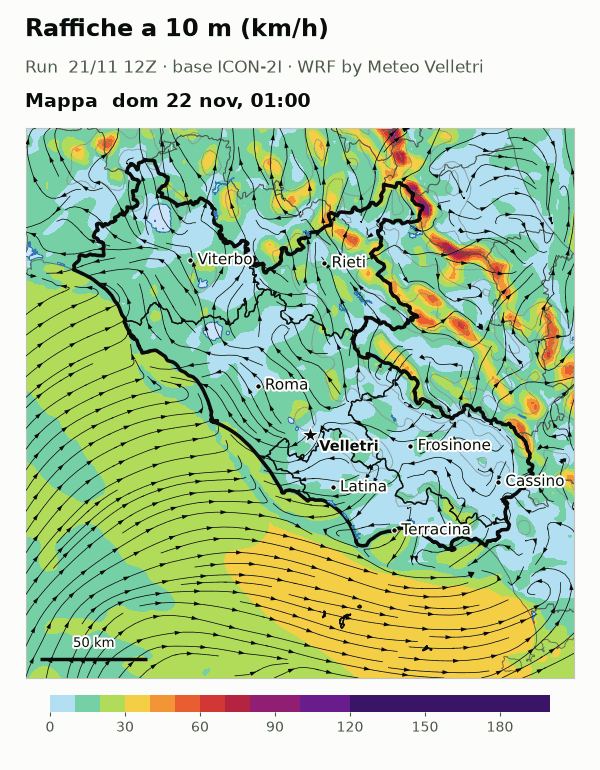 Raffiche a 10 m (km/h)
Run 21/11 12Z · base ICON-2I · WRF by Meteo Velletri
Mappa dom 22 nov, 01:00
Viterbo
Rieti
Roma
Velletri
Frosinone
Latina
Cassino
Terracina
50 km
0 30 60 90 120 150 180